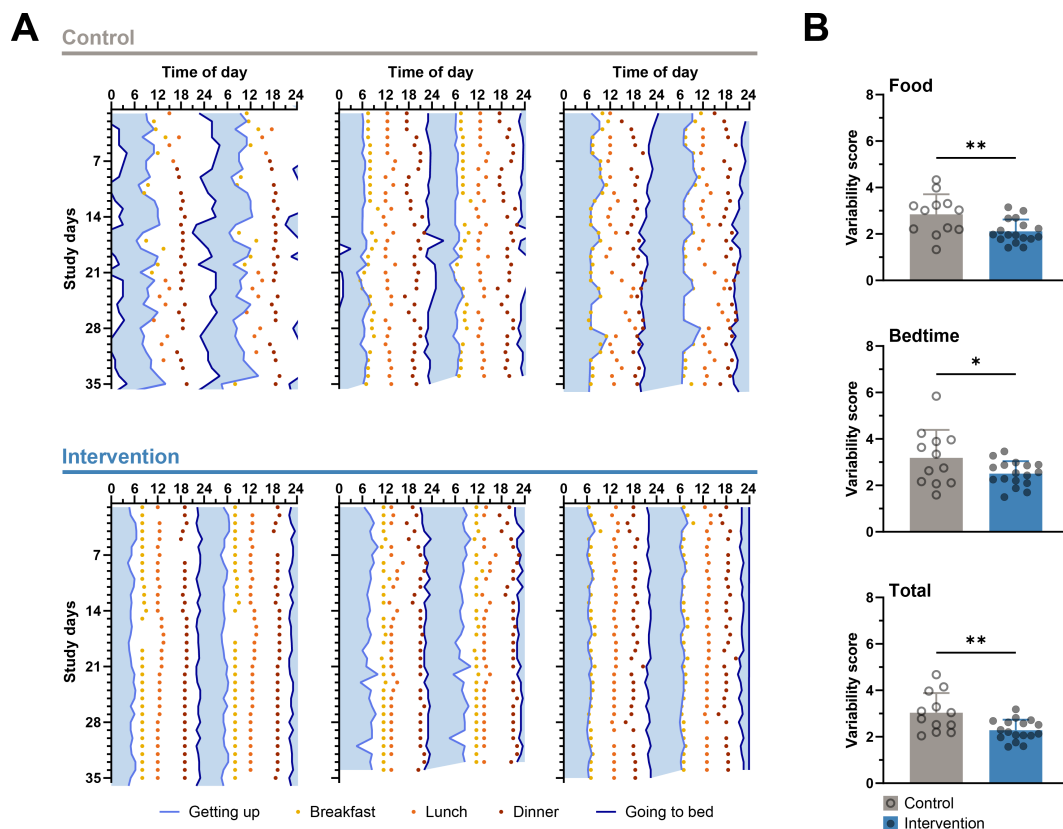 A
Control
Time of day
Time of day
Time of day
0 6 12 18 24 6 12 18 24
0 6 12 18 24 6 12 18 24
0 6 12 18 24 6 12 18 24
Study days
7
14
21
28
35
Intervention
0 6 12 18 24 6 12 18 24
0 6 12 18 24 6 12 18 24
0 6 12 18 24 6 12 18 24
Study days
7
14
21
28
35
Getting up
Breakfast
Lunch
Dinner
Going to bed
B
Food
Variability score
8
6
4
2
0
**
Bedtime
Variability score
8
6
4
2
0
*
Total
Variability score
8
6
4
2
0
**
Control
Intervention